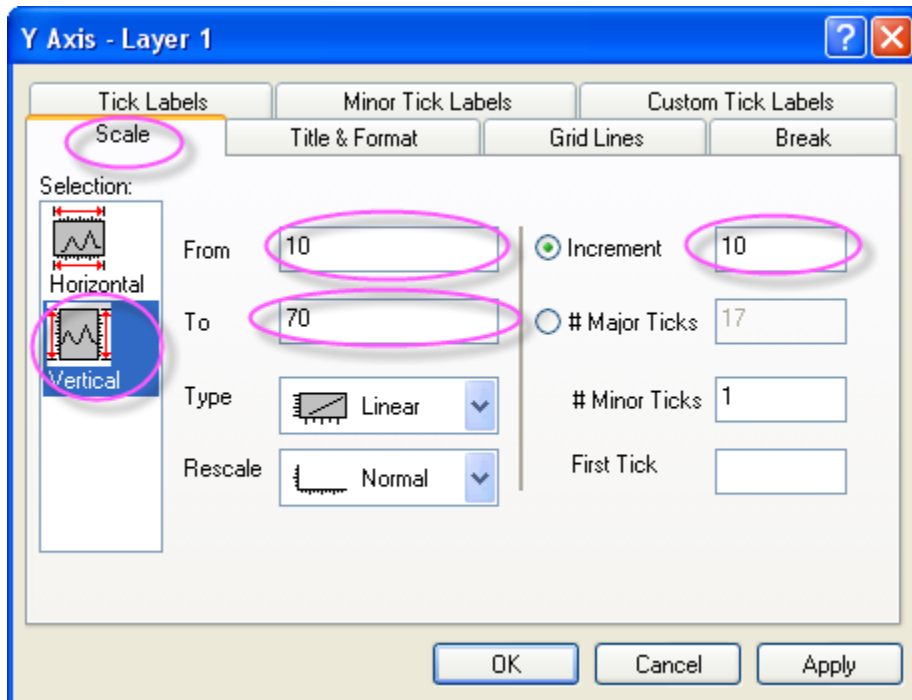 Y Axis - Layer 1
?
Tick Labels Minor Tick Labels Custom Tick Labels
Scale Title & Format Grid Lines Break
Selection:
Horizontal
Vertical
From 10
To 70
Type Linear
Rescale Normal
Increment 10
# Major Ticks 17
# Minor Ticks 1
First Tick
OK Cancel Apply